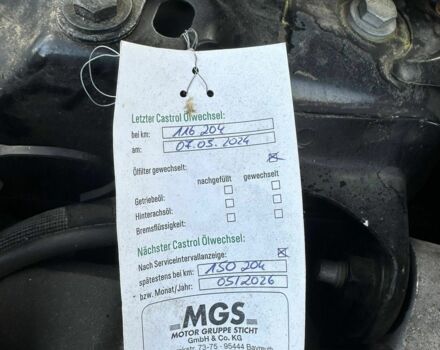 Letzter Castrol Ölwechsel:
bei km: 116 204
am: 07.05.2024
Ölfilter gewechselt:
nachgefüllt gewechselt
Getriebeöl:
Hinterachsöl:
Bremsflüssigkeit:
Nächster Castrol Ölwechsel:
Nach Serviceintervallanzeige:
spätestens bei km: 150 204
bzw. Monat/Jahr: 05/2026
MGS
MOTOR GRUPPE STICHT
GmbH & Co. KG
73-75 - 95444 Bayreuth